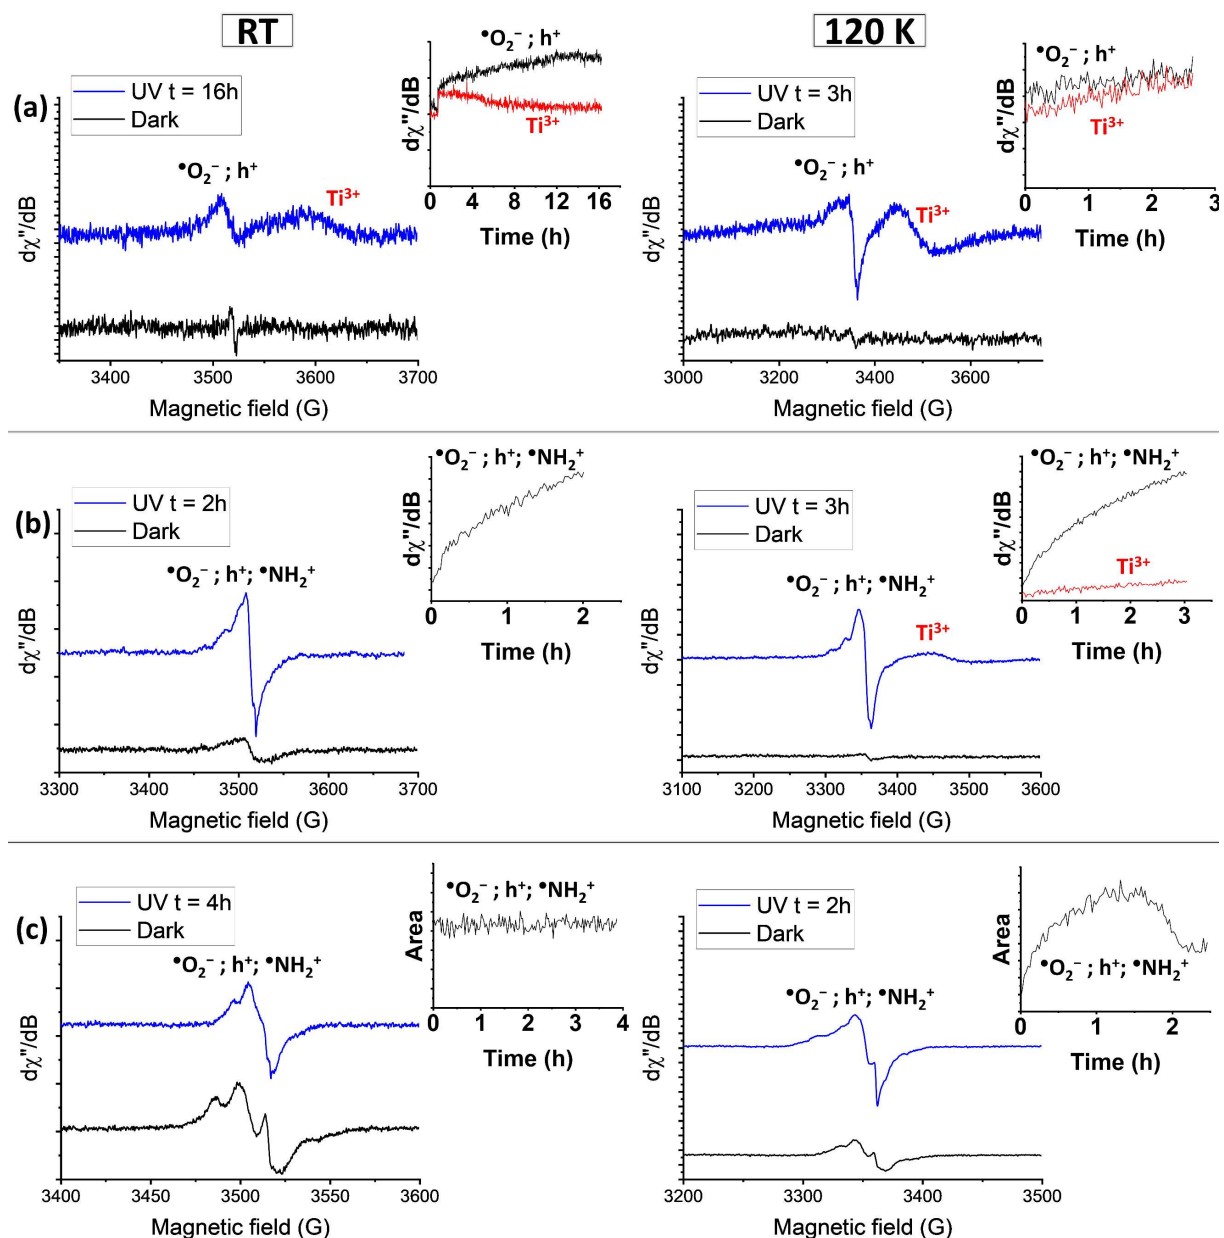 RT
120 K
(a)
UV t = 16h
Dark
•O₂⁻ ; h⁺
Ti³⁺
dχ"/dB
3400 3500 3600 3700
Magnetic field (G)
•O₂⁻ ; h⁺
Ti³⁺
dχ"/dB
0 4 8 12 16
Time (h)
UV t = 3h
Dark
•O₂⁻ ; h⁺
Ti³⁺
dχ"/dB
3000 3200 3400 3600
Magnetic field (G)
•O₂⁻ ; h⁺
Ti³⁺
dχ"/dB
0 1 2 3
Time (h)
(b)
UV t = 2h
Dark
•O₂⁻ ; h⁺; •NH₂⁺
dχ"/dB
3300 3400 3500 3600 3700
Magnetic field (G)
•O₂⁻ ; h⁺; •NH₂⁺
dχ"/dB
0 1 2
Time (h)
UV t = 3h
Dark
•O₂⁻ ; h⁺; •NH₂⁺
Ti³⁺
dχ"/dB
3100 3200 3300 3400 3500 3600
Magnetic field (G)
•O₂⁻ ; h⁺; •NH₂⁺
Ti³⁺
dχ"/dB
0 1 2 3
Time (h)
(c)
UV t = 4h
Dark
•O₂⁻ ; h⁺; •NH₂⁺
dχ"/dB
3400 3450 3500 3550 3600
Magnetic field (G)
•O₂⁻ ; h⁺; •NH₂⁺
Area
0 1 2 3 4
Time (h)
UV t = 2h
Dark
•O₂⁻ ; h⁺; •NH₂⁺
dχ"/dB
3200 3300 3400 3500
Magnetic field (G)
Area
•O₂⁻ ; h⁺; •NH₂⁺
0 1 2
Time (h)